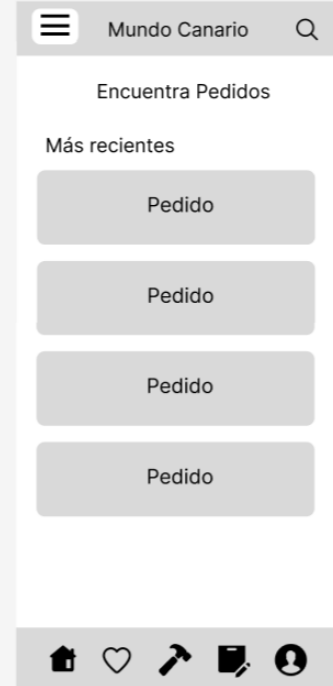 Mundo Canario
Encuentra Pedidos
Más recientes
Pedido
Pedido
Pedido
Pedido